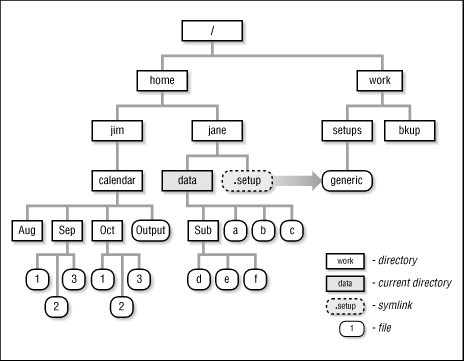 /
home
work
jim
jane
setups
bkup
calendar
data
.setup
generic
Aug
Sep
Oct
Output
Sub
a
b
c
1
3
1
3
d
e
f
2
2
work - directory
data - current directory
.setup - symlink
1 - file